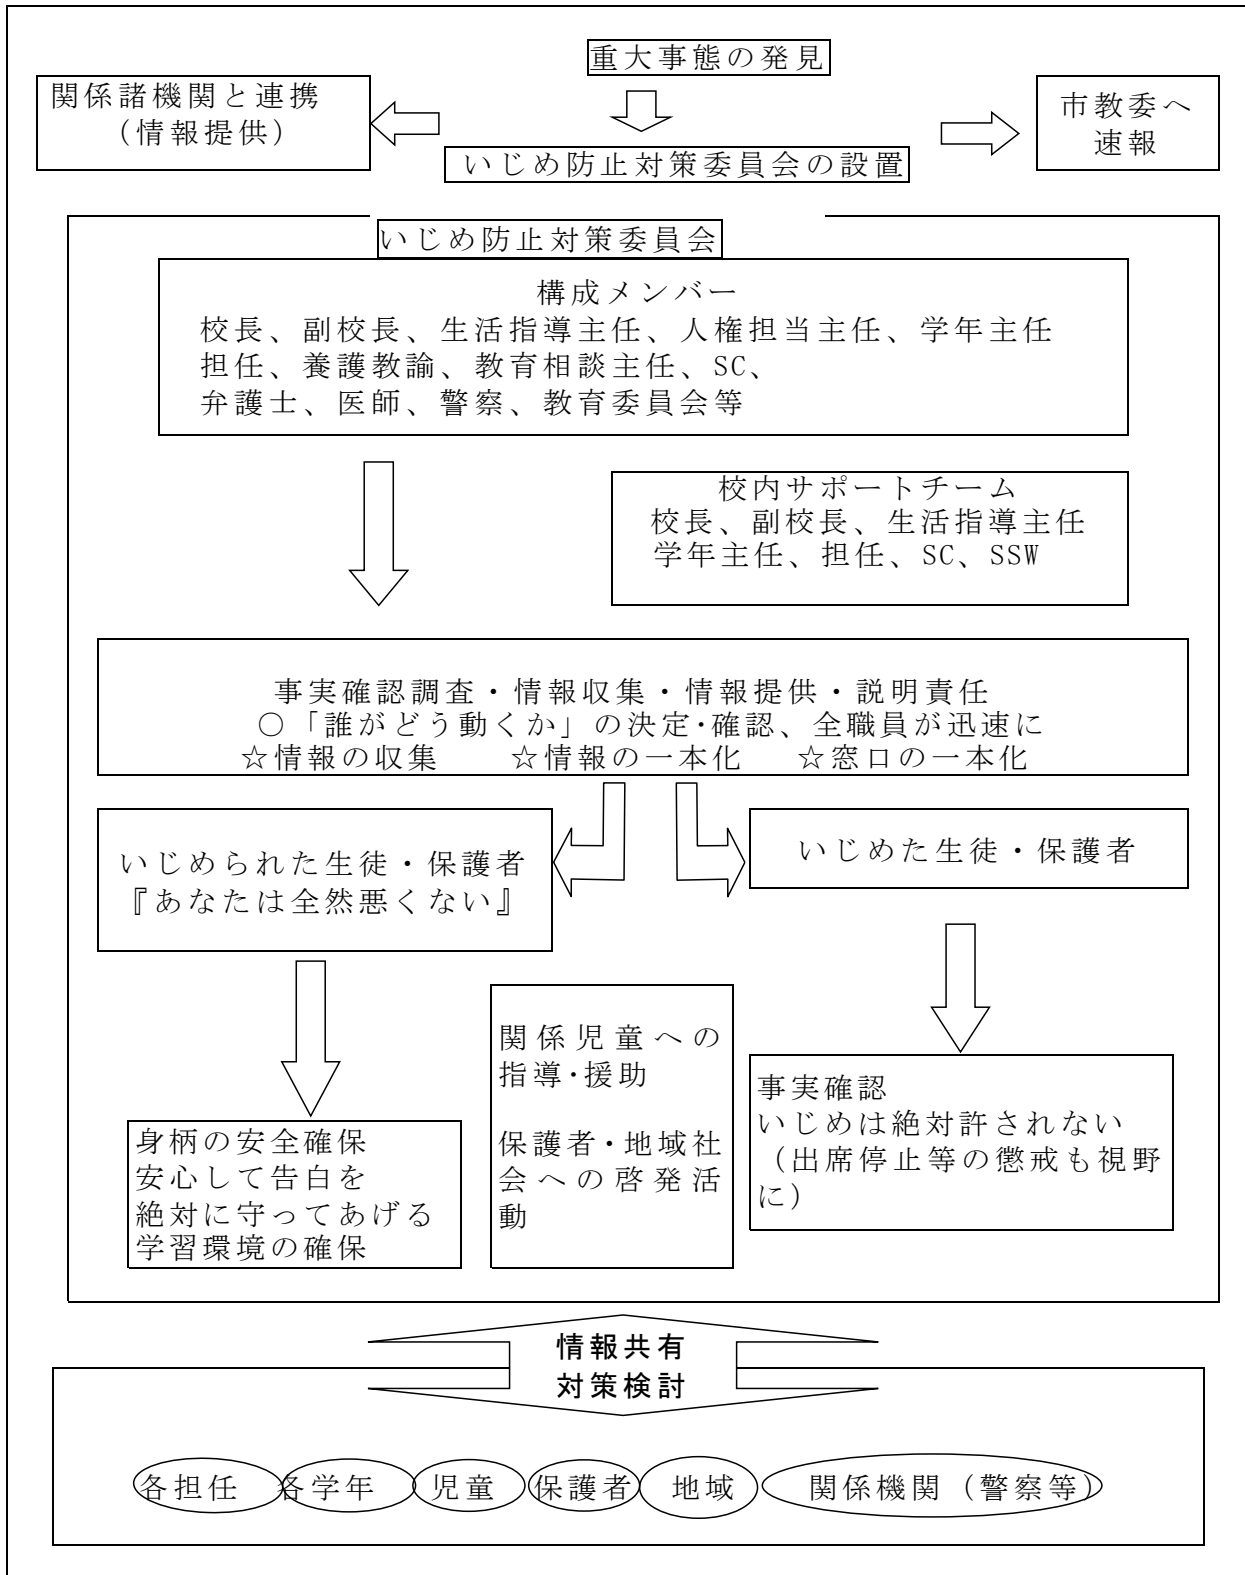 重大事態の発見
関係諸機関と連携
（情報提供）
市教委へ
速報
いじめ防止対策委員会の設置
いじめ防止対策委員会
構成メンバー
校長、副校長、生活指導主任、人権担当主任、学年主任
担任、養護教諭、教育相談主任、SC、
弁護士、医師、警察、教育委員会等
校内サポートチーム
校長、副校長、生活指導主任
学年主任、担任、SC、SSW
事実確認調査・情報収集・情報提供・説明責任
○「誰がどう動くか」の決定・確認、全職員が迅速に
☆情報の収集　☆情報の一本化　☆窓口の一本化
いじめられた生徒・保護者
『あなたは全然悪くない』
いじめた生徒・保護者
身柄の安全確保
安心して告白を
絶対に守ってあげる
学習環境の確保
関係児童への
指導・援助
保護者・地域社
会への啓発活
動
事実確認
いじめは絶対許されない
（出席停止等の懲戒も視野
に）
情報共有
対策検討
各担任　各学年　児童　保護者　地域　関係機関（警察等）